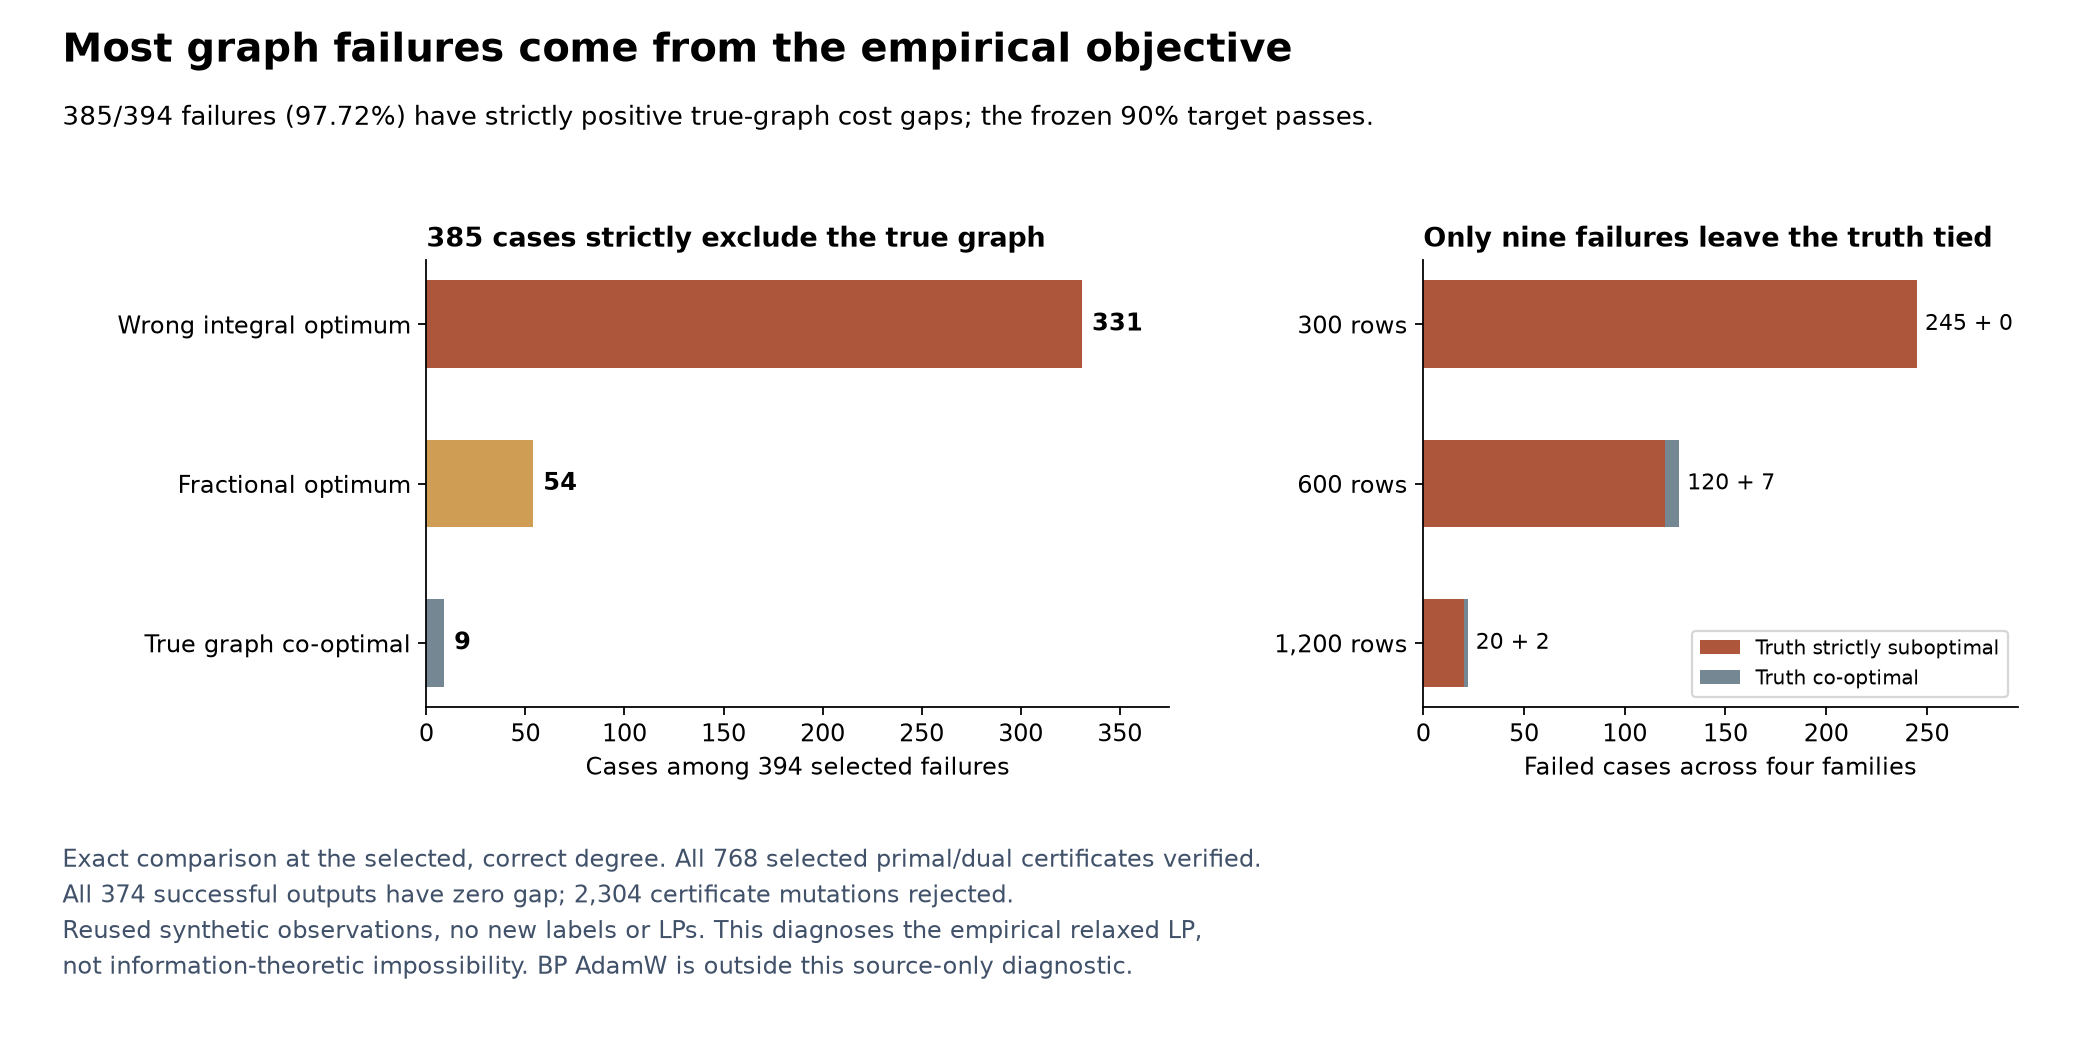 Most graph failures come from the empirical objective
385/394 failures (97.72%) have strictly positive true-graph cost gaps; the frozen 90% target passes.
385 cases strictly exclude the true graph
Wrong integral optimum
331
Fractional optimum
54
True graph co-optimal
9
0 50 100 150 200 250 300 350
Cases among 394 selected failures
Only nine failures leave the truth tied
300 rows
245 + 0
600 rows
120 + 7
1,200 rows
20 + 2
Truth strictly suboptimal
Truth co-optimal
0 50 100 150 200 250
Failed cases across four families
Exact comparison at the selected, correct degree. All 768 selected primal/dual certificates verified.
All 374 successful outputs have zero gap; 2,304 certificate mutations rejected.
Reused synthetic observations, no new labels or LPs. This diagnoses the empirical relaxed LP,
not information-theoretic impossibility. BP AdamW is outside this source-only diagnostic.